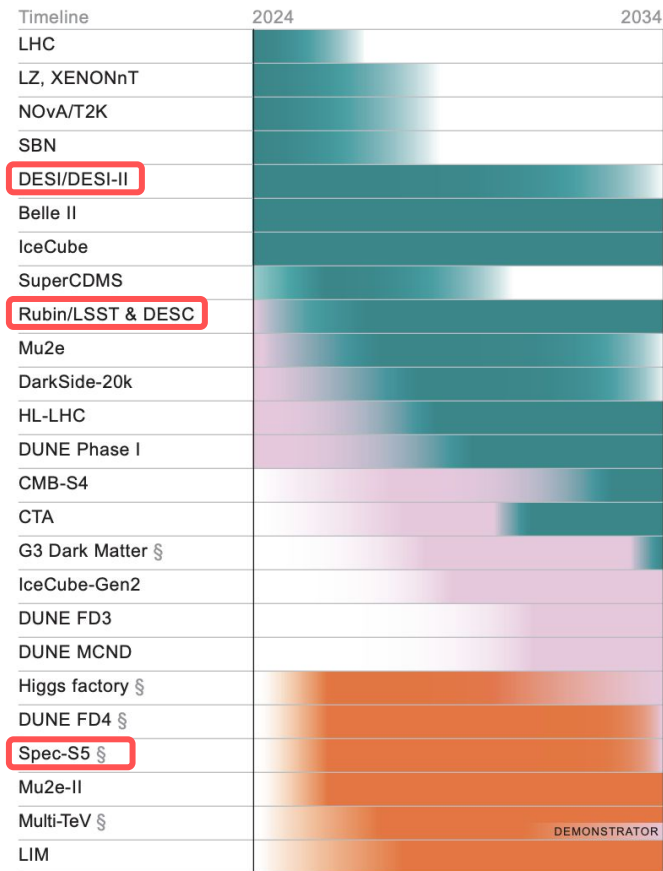 Timeline 2024 2034
LHC
LZ, XENONnT
NOvA/T2K
SBN
DESI/DESI-II
Belle II
IceCube
SuperCDMS
Rubin/LSST & DESC
Mu2e
DarkSide-20k
HL-LHC
DUNE Phase I
CMB-S4
CTA
G3 Dark Matter §
IceCube-Gen2
DUNE FD3
DUNE MCND
Higgs factory §
DUNE FD4 §
Spec-S5 §
Mu2e-II
Multi-TeV § DEMONSTRATOR
LIM